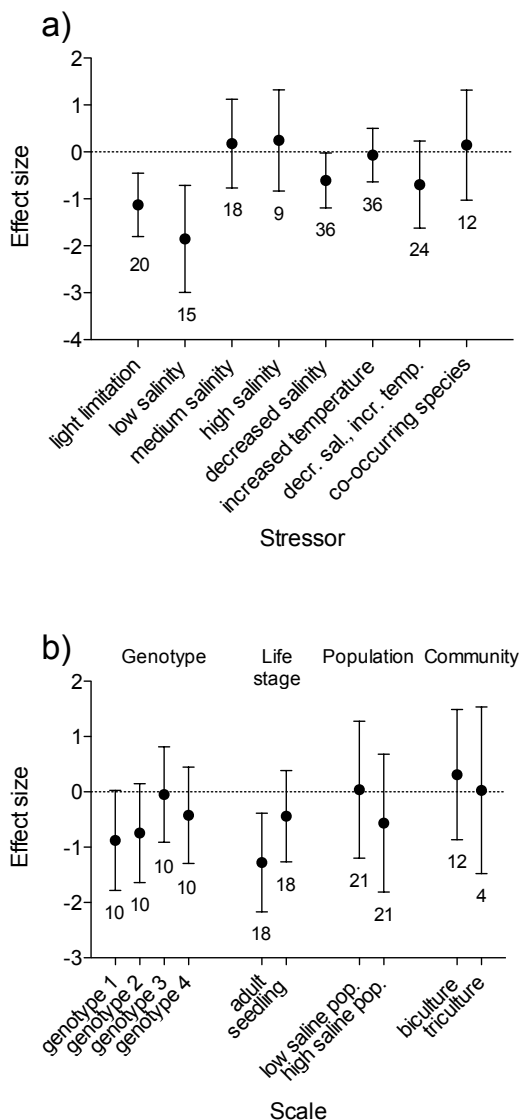 a)
2
1
0
-1
-2
-3
-4
Effect size
20
15
18
9
36
36
24
12
light limitation
low salinity
medium salinity
high salinity
decreased salinity
increased temperature
decr. sal., incr. temp.
co-occurring species
Stressor
b)
Genotype
Life
stage
Population
Community
2
1
0
-1
-2
-3
Effect size
10
10
10
10
18
18
21
21
12
4
genotype 1
genotype 2
genotype 3
genotype 4
adult
seedling
low saline pop.
high saline pop.
biculture
triculture
Scale